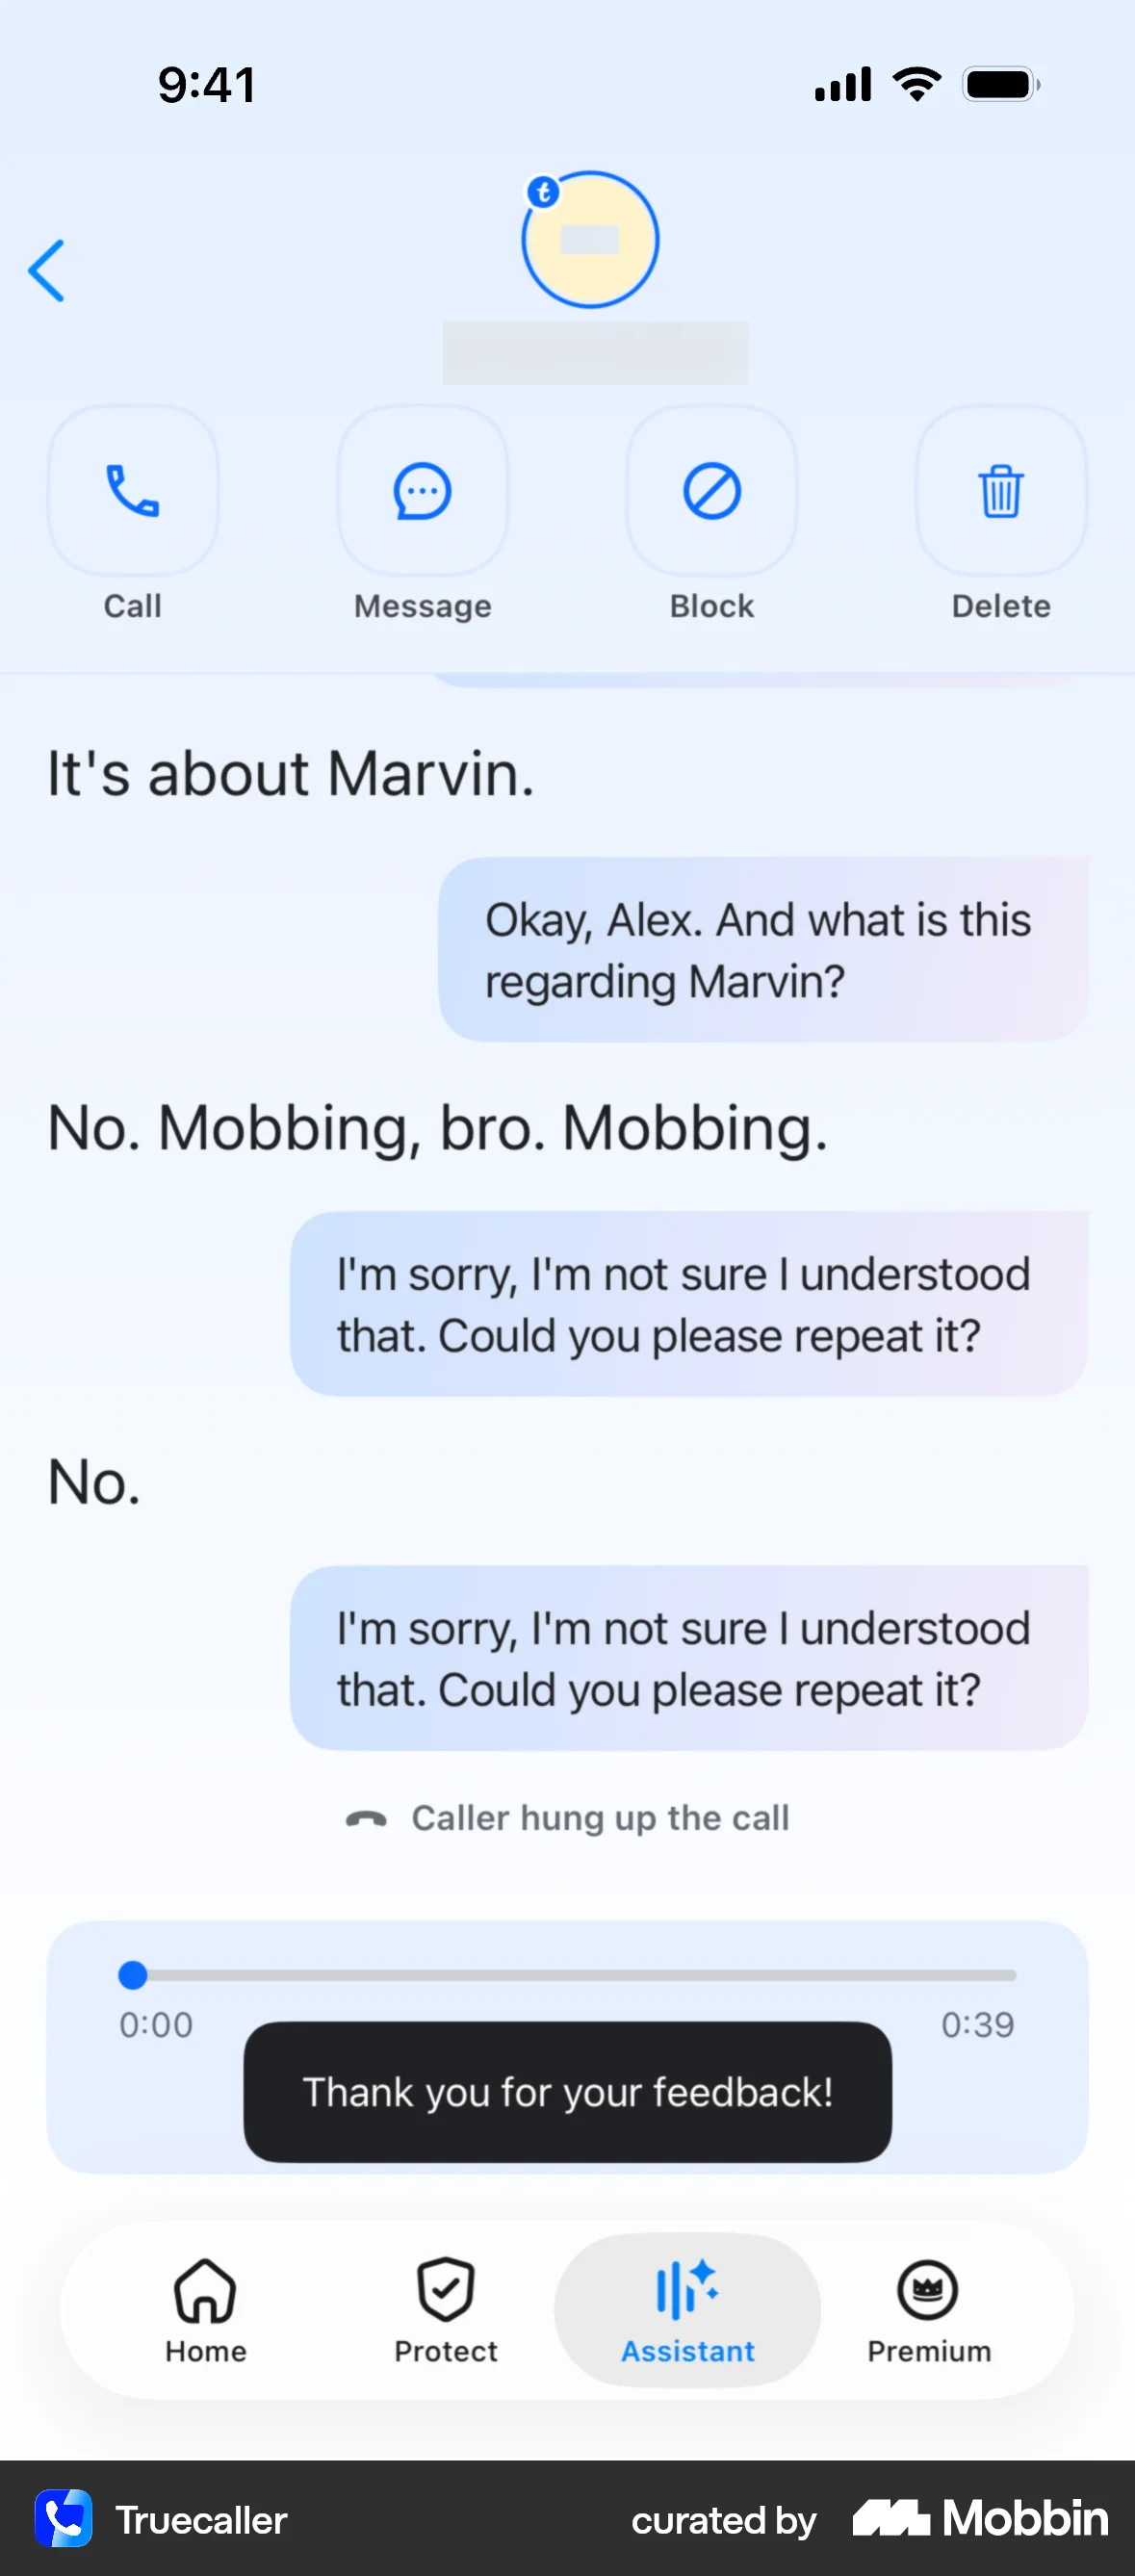 9:41
t
Call Message Block Delete
It's about Marvin.
Okay, Alex. And what is this
regarding Marvin?
No. Mobbing, bro. Mobbing.
I'm sorry, I'm not sure I understood
that. Could you please repeat it?
No.
I'm sorry, I'm not sure I understood
that. Could you please repeat it?
Caller hung up the call
0:00 0:39
Thank you for your feedback!
Home Protect Assistant Premium
Truecaller curated by Mobbin